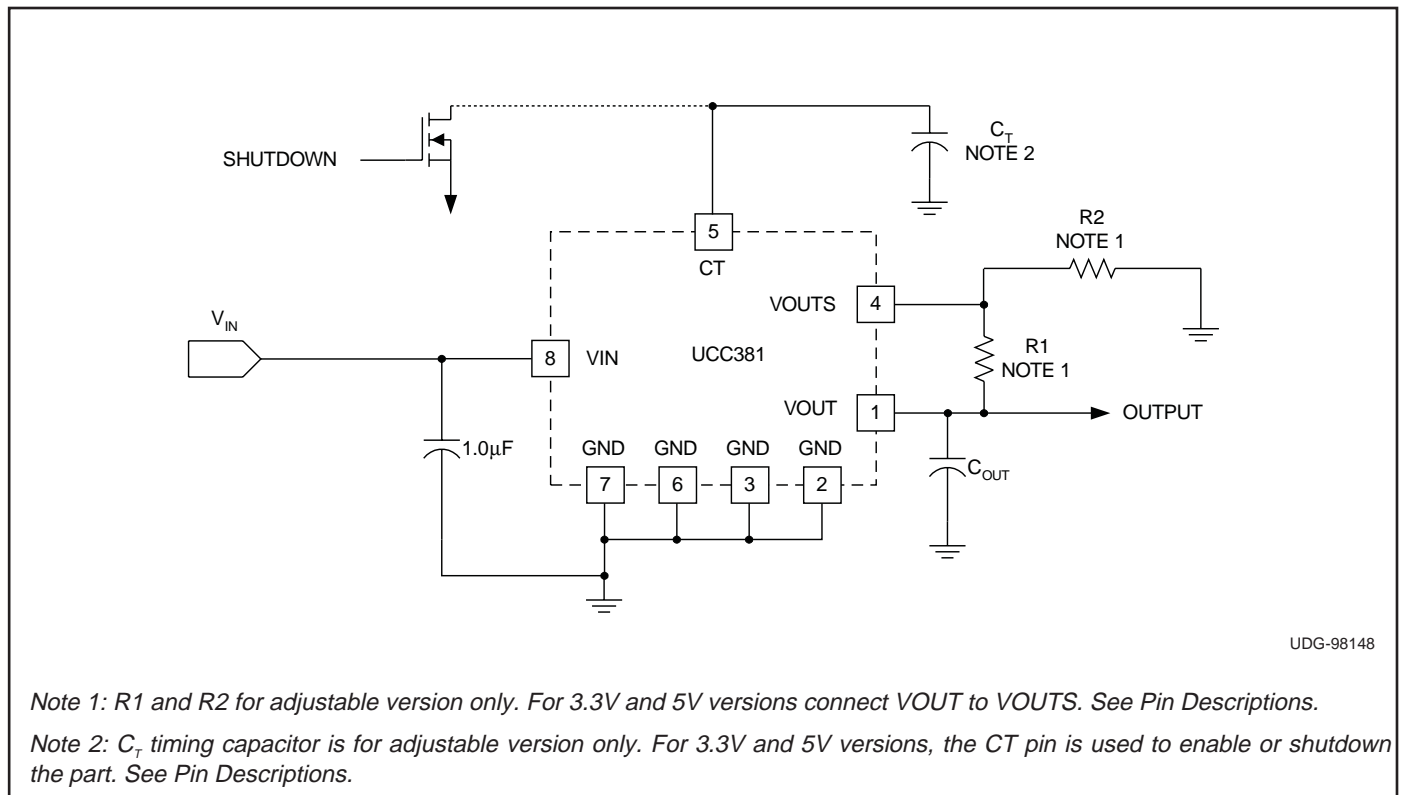 SHUTDOWN
C_T
NOTE 2
5
CT
R2
NOTE 1
VOUTS
4
V_IN
8
VIN
UCC381
R1
NOTE 1
VOUT
1
OUTPUT
1.0µF
GND
GND
GND
GND
7
6
3
2
C_OUT
UDG-98148
Note 1: R1 and R2 for adjustable version only. For 3.3V and 5V versions connect VOUT to VOUTS. See Pin Descriptions.
Note 2: C_T timing capacitor is for adjustable version only. For 3.3V and 5V versions, the CT pin is used to enable or shutdown
the part. See Pin Descriptions.